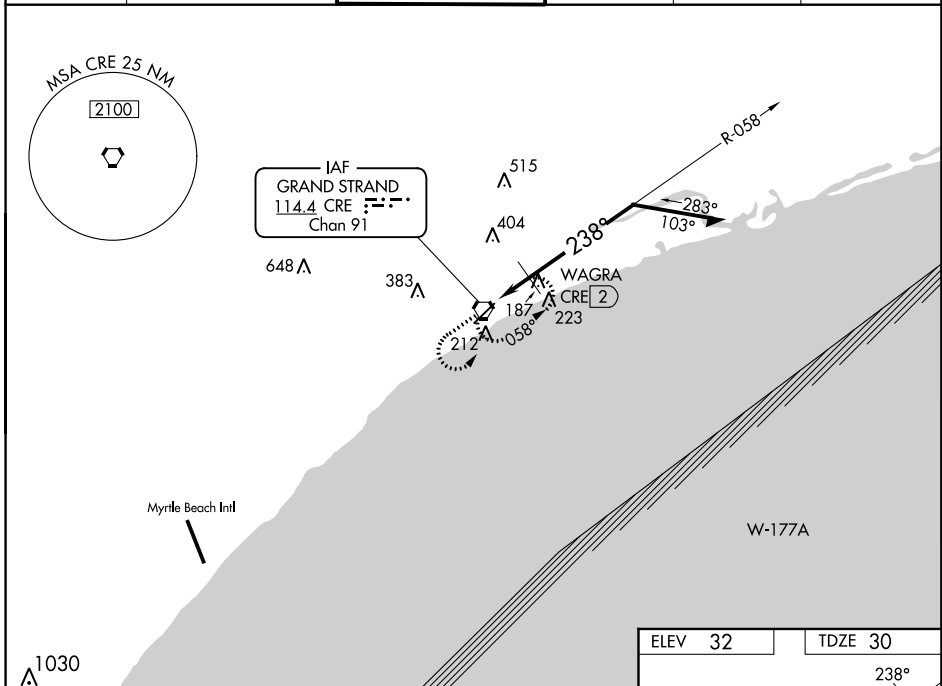 MSA CRE 25 NM
2100
IAF
GRAND STRAND
114.4 CRE
Chan 91
515
404
648
383
R-058
283°
103°
238°
WAGRA
CRE 2
187
223
212
058°
Myrtle Beach Intl
W-177A
1030
ELEV 32
TDZE 30
238°